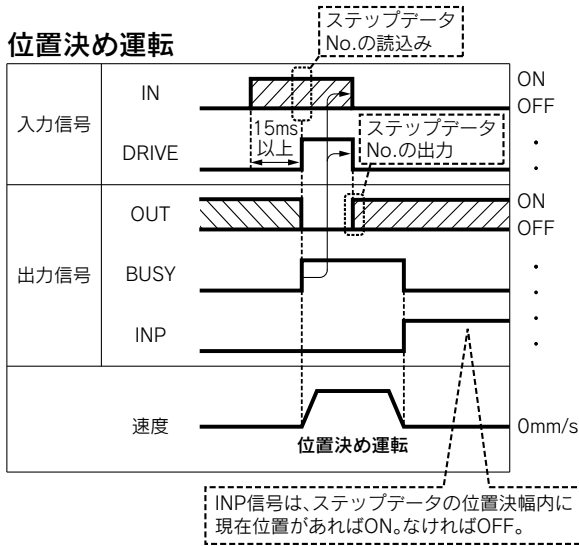 位置決め運転
ステップデータ
No.の読込み
入力信号
IN
ON
OFF
15ms
以上
DRIVE
ステップデータ
No.の出力
出力信号
OUT
ON
OFF
BUSY
INP
速度
位置決め運転
0mm/s
INP信号は、ステップデータの位置決幅内に
現在位置があればON。なければOFF。